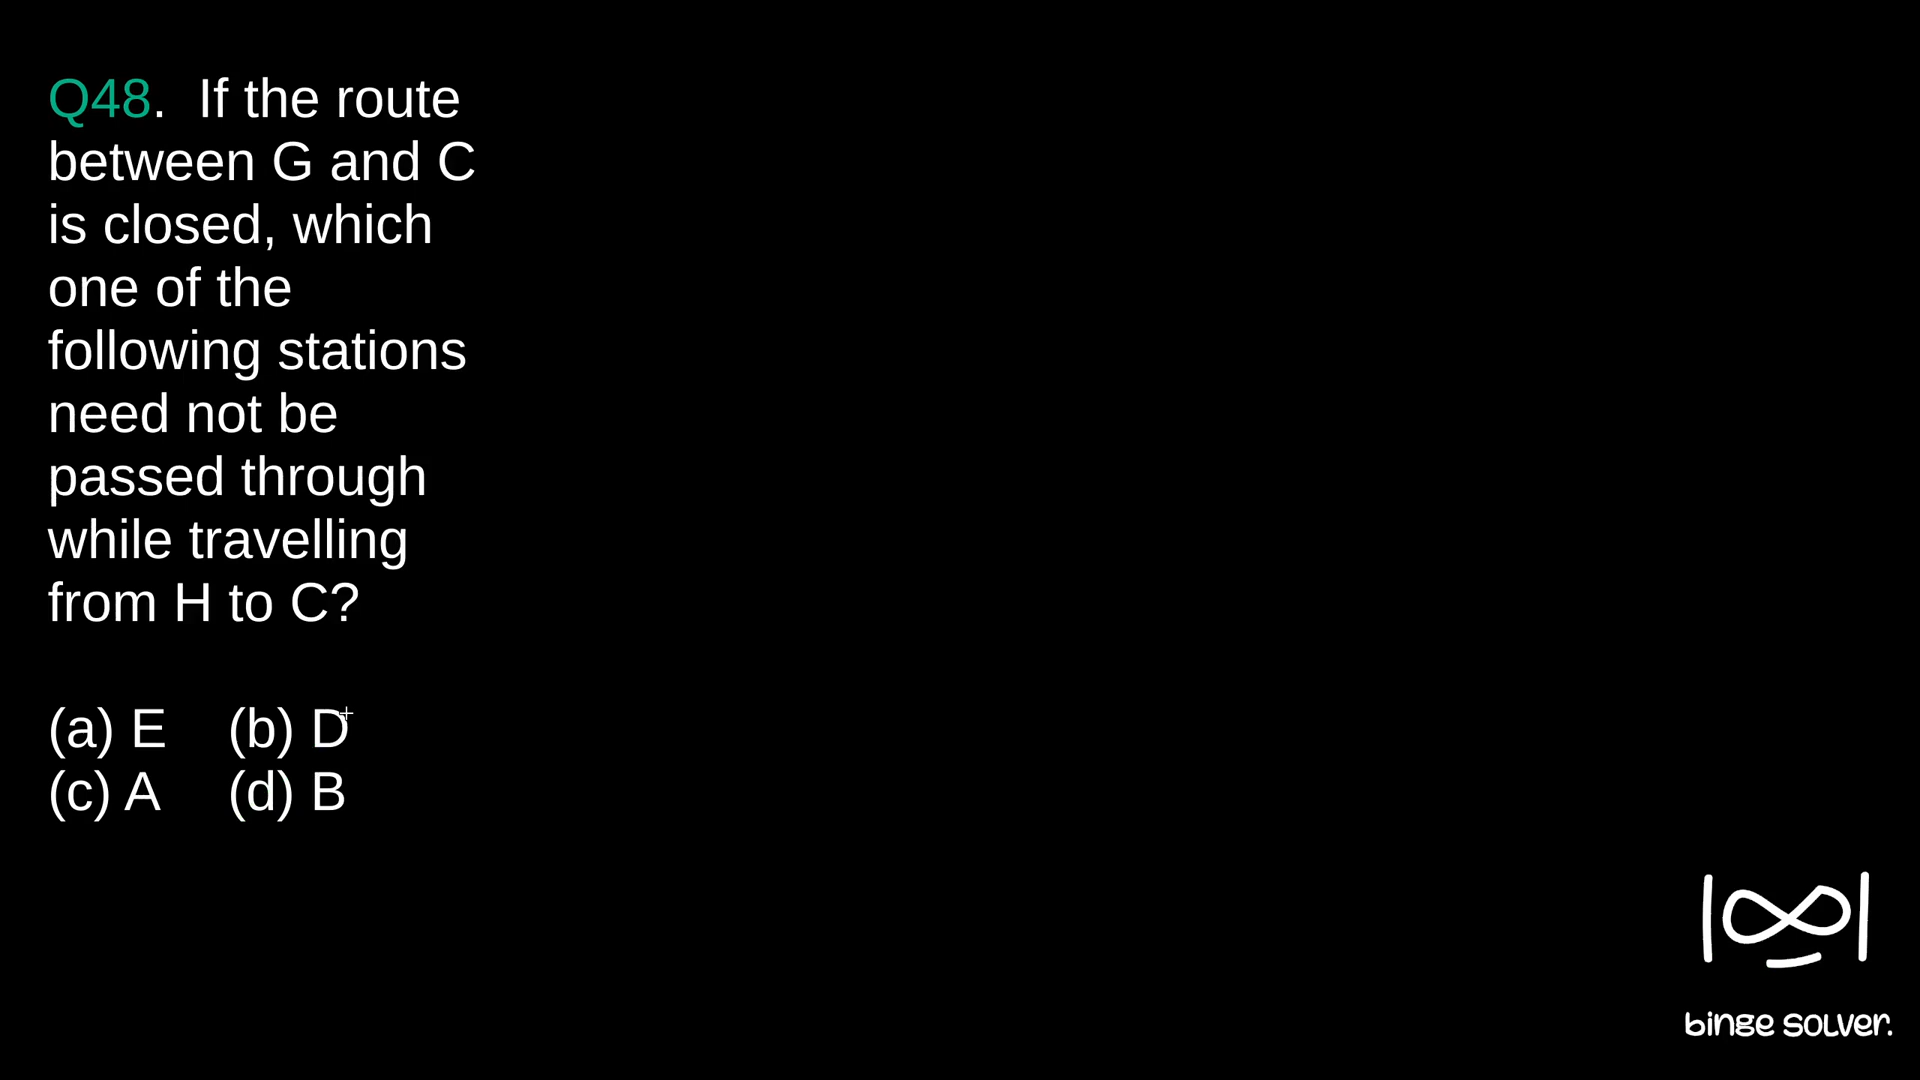 Q48. If the route
between G and C
is closed, which
one of the
following stations
need not be
passed through
while travelling
from H to C?
(a) E (b) D
(c) A (d) B
binge solver.